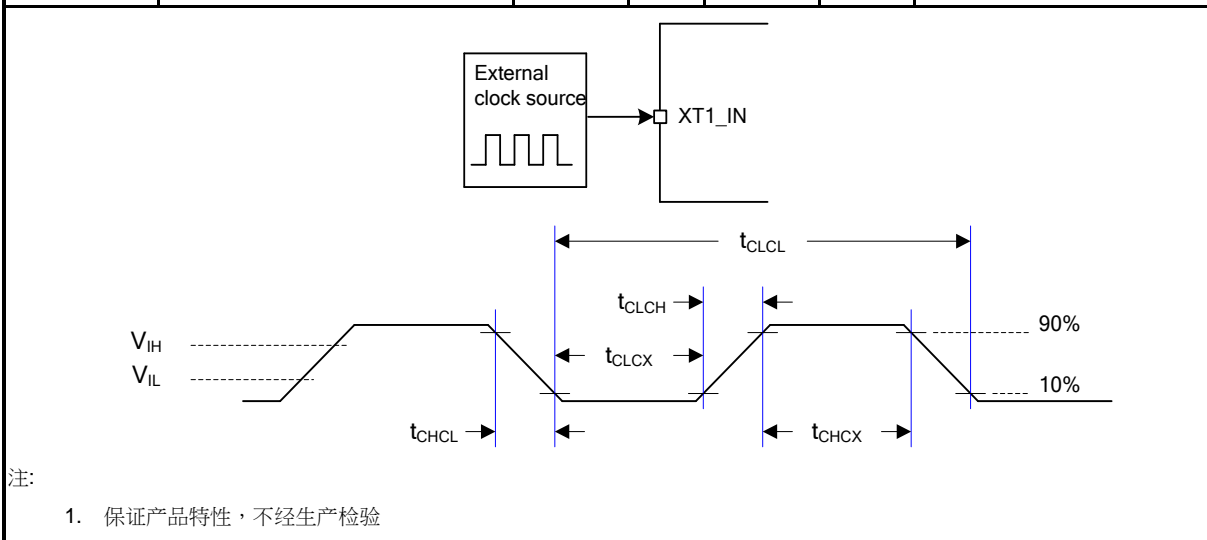 External
clock source
XT1_IN
tCLCL
tCLCH
90%
VIH
tCLCX
VIL
10%
tCHCL
tCHCX
注:
1. 保证产品特性，不经生产检验